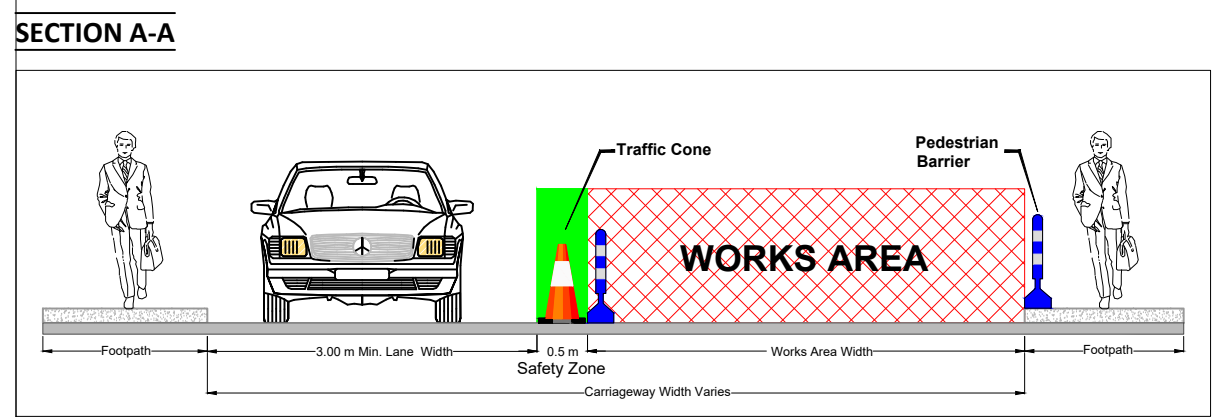 SECTION A-A
Traffic Cone
Pedestrian
Barrier
WORKS AREA
Footpath
3.00 m Min. Lane Width
0.5 m
Works Area Width
Footpath
Safety Zone
Carriageway Width Varies